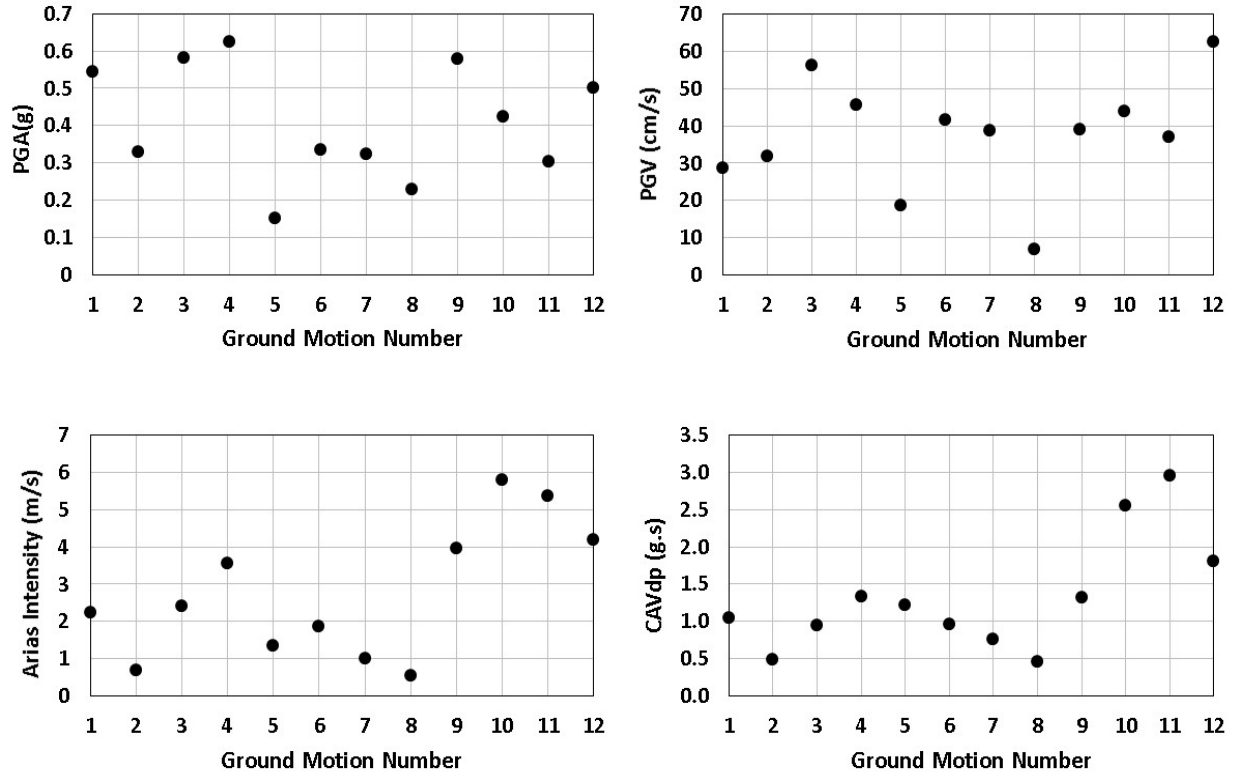 PGA(g)
0.7
0.6
0.5
0.4
0.3
0.2
0.1
0
1 2 3 4 5 6 7 8 9 10 11 12
Ground Motion Number
PGV (cm/s)
70
60
50
40
30
20
10
0
1 2 3 4 5 6 7 8 9 10 11 12
Ground Motion Number
Arias Intensity (m/s)
7
6
5
4
3
2
1
0
1 2 3 4 5 6 7 8 9 10 11 12
Ground Motion Number
CAVdp (g.s)
3.5
3.0
2.5
2.0
1.5
1.0
0.5
0.0
1 2 3 4 5 6 7 8 9 10 11 12
Ground Motion Number